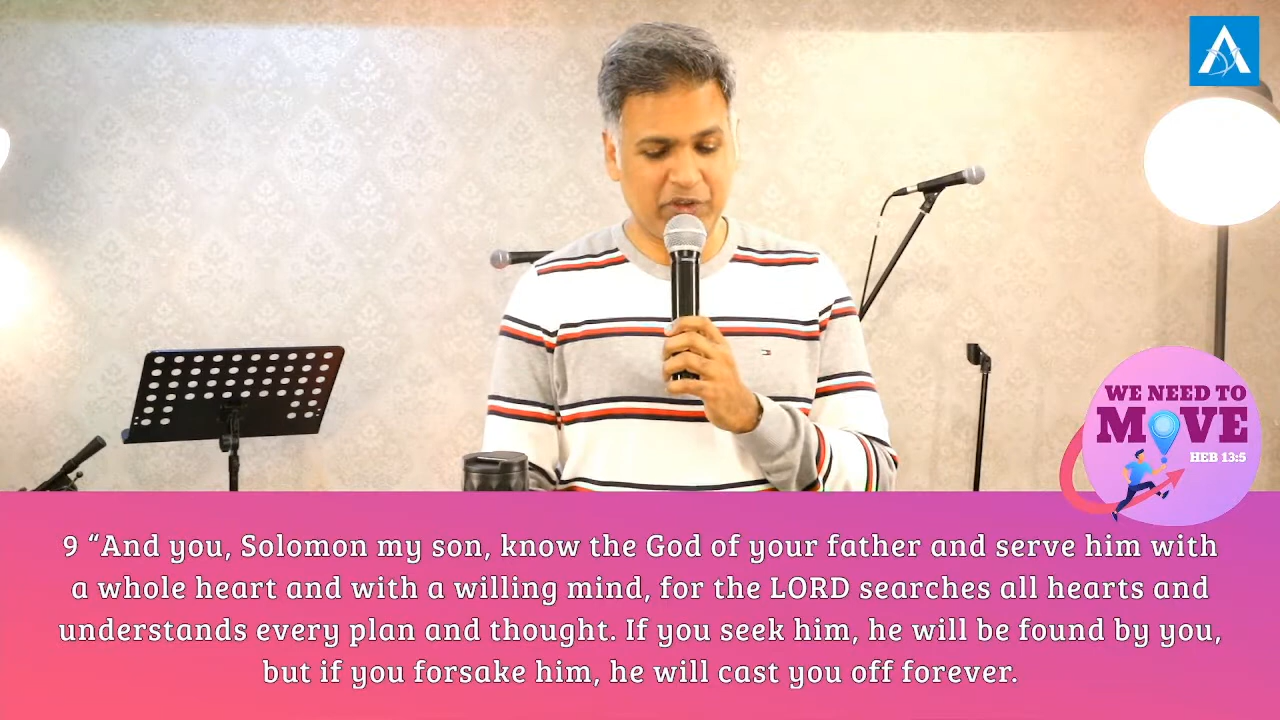 WE NEED TO
MOVE
HEB 13:5
9 “And you, Solomon my son, know the God of your father and serve him with
a whole heart and with a willing mind, for the LORD searches all hearts and
understands every plan and thought. If you seek him, he will be found by you,
but if you forsake him, he will cast you off forever.